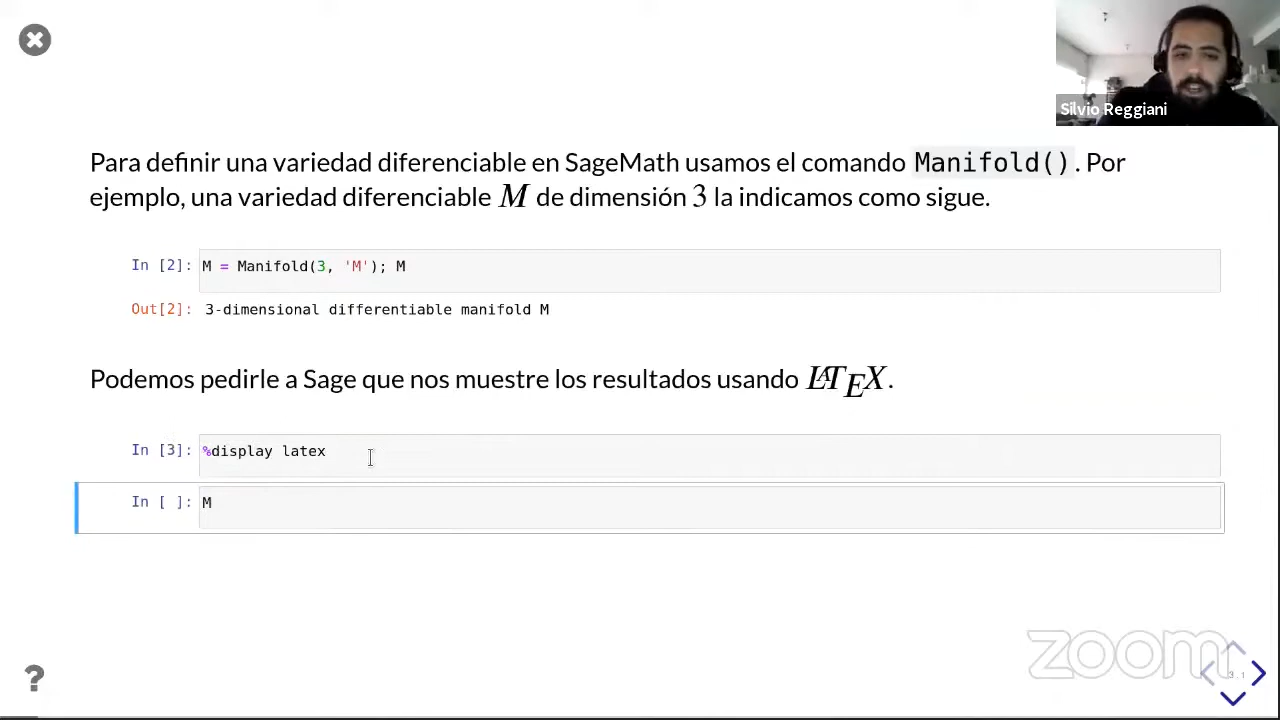 Silvio Reggiani
Para definir una variedad diferenciable en SageMath usamos el comando Manifold(). Por
ejemplo, una variedad diferenciable M de dimensión 3 la indicamos como sigue.
In [2]: M = Manifold(3, 'M'); M
Out[2]: 3-dimensional differentiable manifold M
Podemos pedirle a Sage que nos muestre los resultados usando LATEX.
In [3]: %display latex
In [ ]: M
zoom
3.1
?